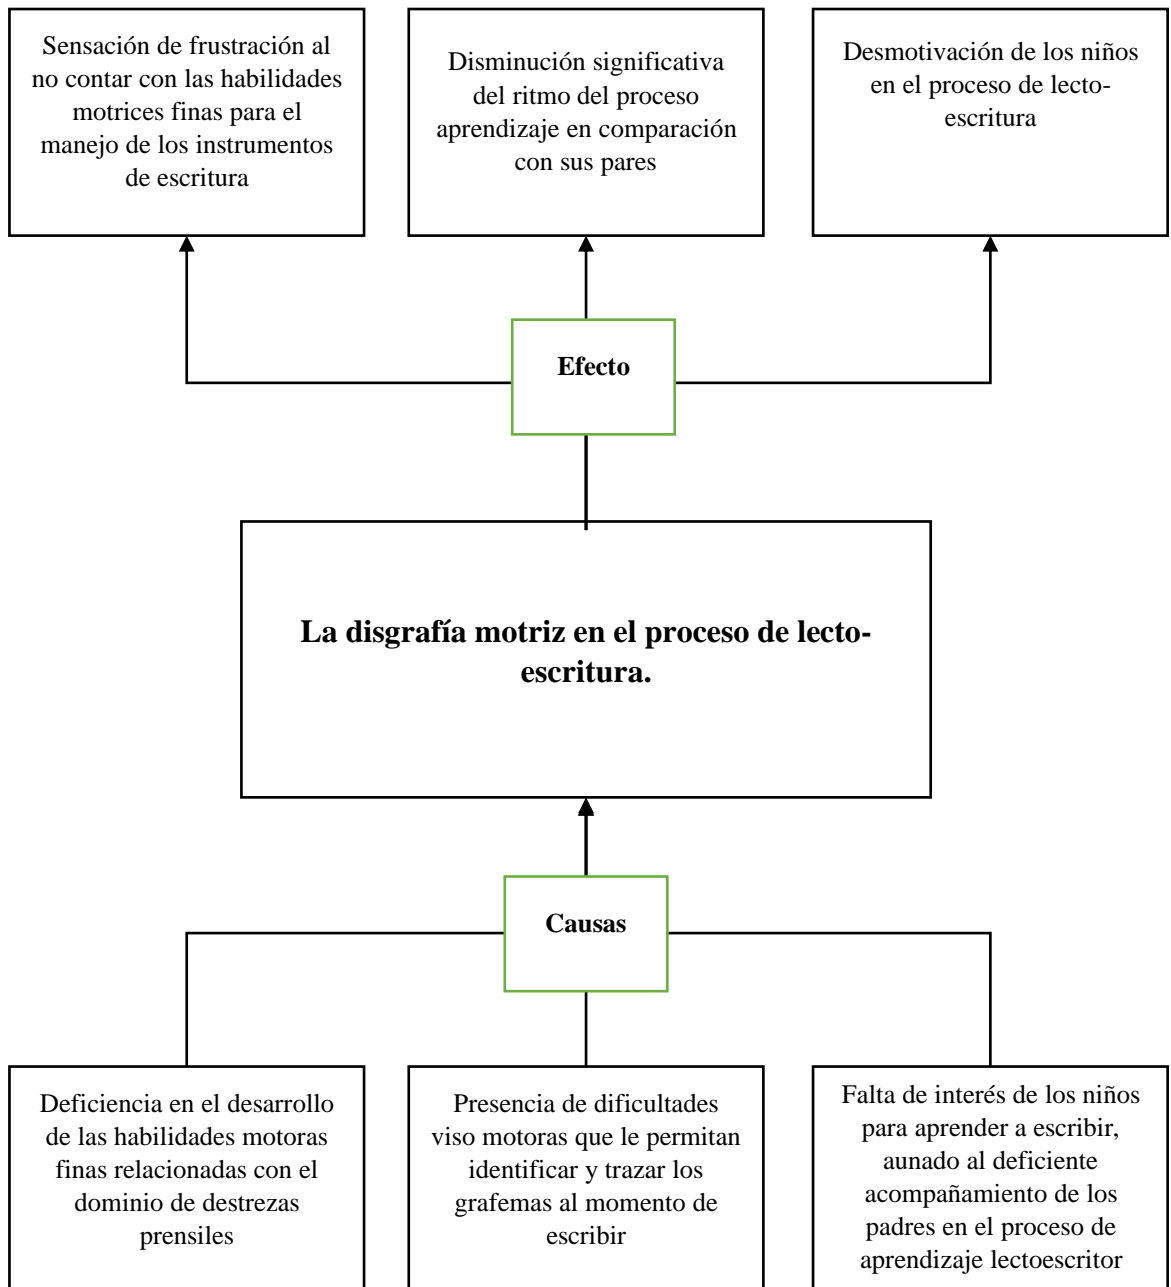 Sensación de frustración al
no contar con las habilidades
motrices finas para el
manejo de los instrumentos
de escritura
Disminución significativa
del ritmo del proceso
aprendizaje en comparación
con sus pares
Desmotivación de los niños
en el proceso de lecto-
escritura
Efecto
La disgrafía motriz en el proceso de lecto-
escritura.
Causas
Deficiencia en el desarrollo
de las habilidades motoras
finas relacionadas con el
dominio de destrezas
prensiles
Presencia de dificultades
viso motoras que le permitan
identificar y trazar los
grafemas al momento de
escribir
Falta de interés de los niños
para aprender a escribir,
aunado al deficiente
acompañamiento de los
padres en el proceso de
aprendizaje lectoescritor